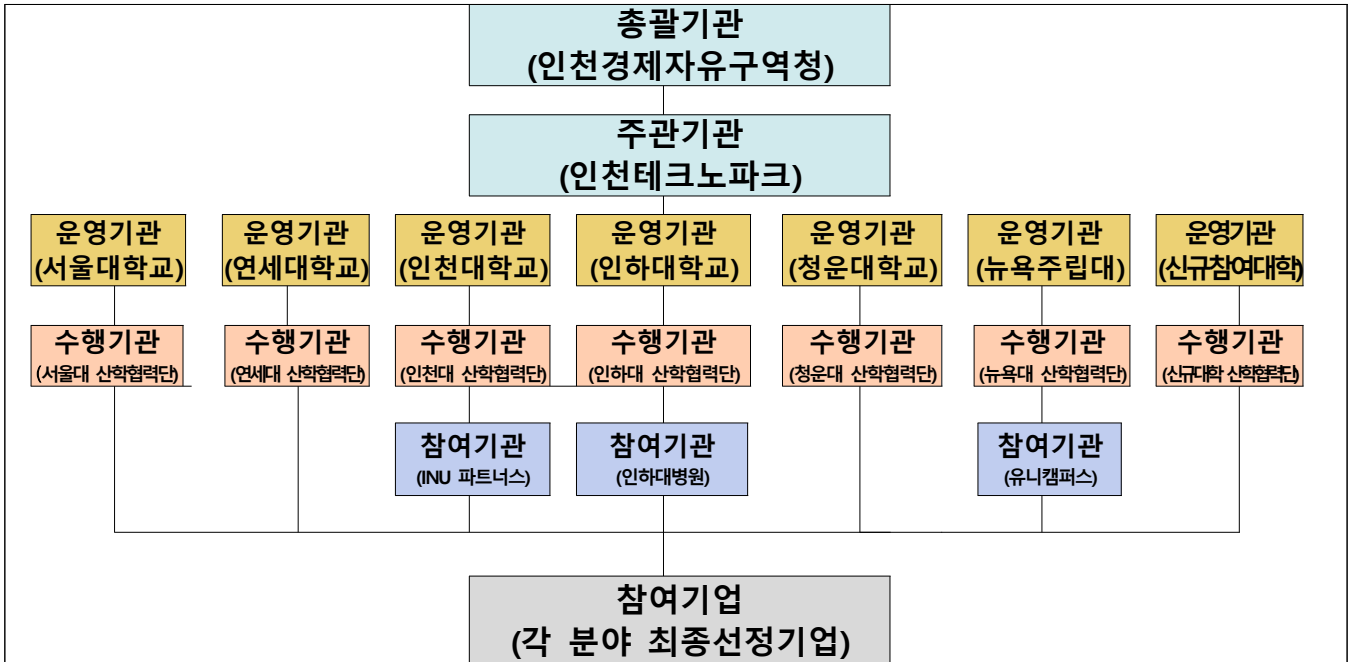 총괄기관
(인천경제자유구역청)
주관기관
(인천테크노파크)
운영기관
(서울대학교)
운영기관
(연세대학교)
운영기관
(인천대학교)
운영기관
(인하대학교)
운영기관
(청운대학교)
운영기관
(뉴욕주립대)
운영기관
(신규참여대학)
수행기관
(서울대 산학협력단)
수행기관
(연세대 산학협력단)
수행기관
(인천대 산학협력단)
수행기관
(인하대 산학협력단)
수행기관
(청운대 산학협력단)
수행기관
(뉴욕대 산학협력단)
수행기관
(신규대학 산학협력단)
참여기관
(INU 파트너스)
참여기관
(인하대병원)
참여기관
(유니캠퍼스)
참여기업
(각 분야 최종선정기업)